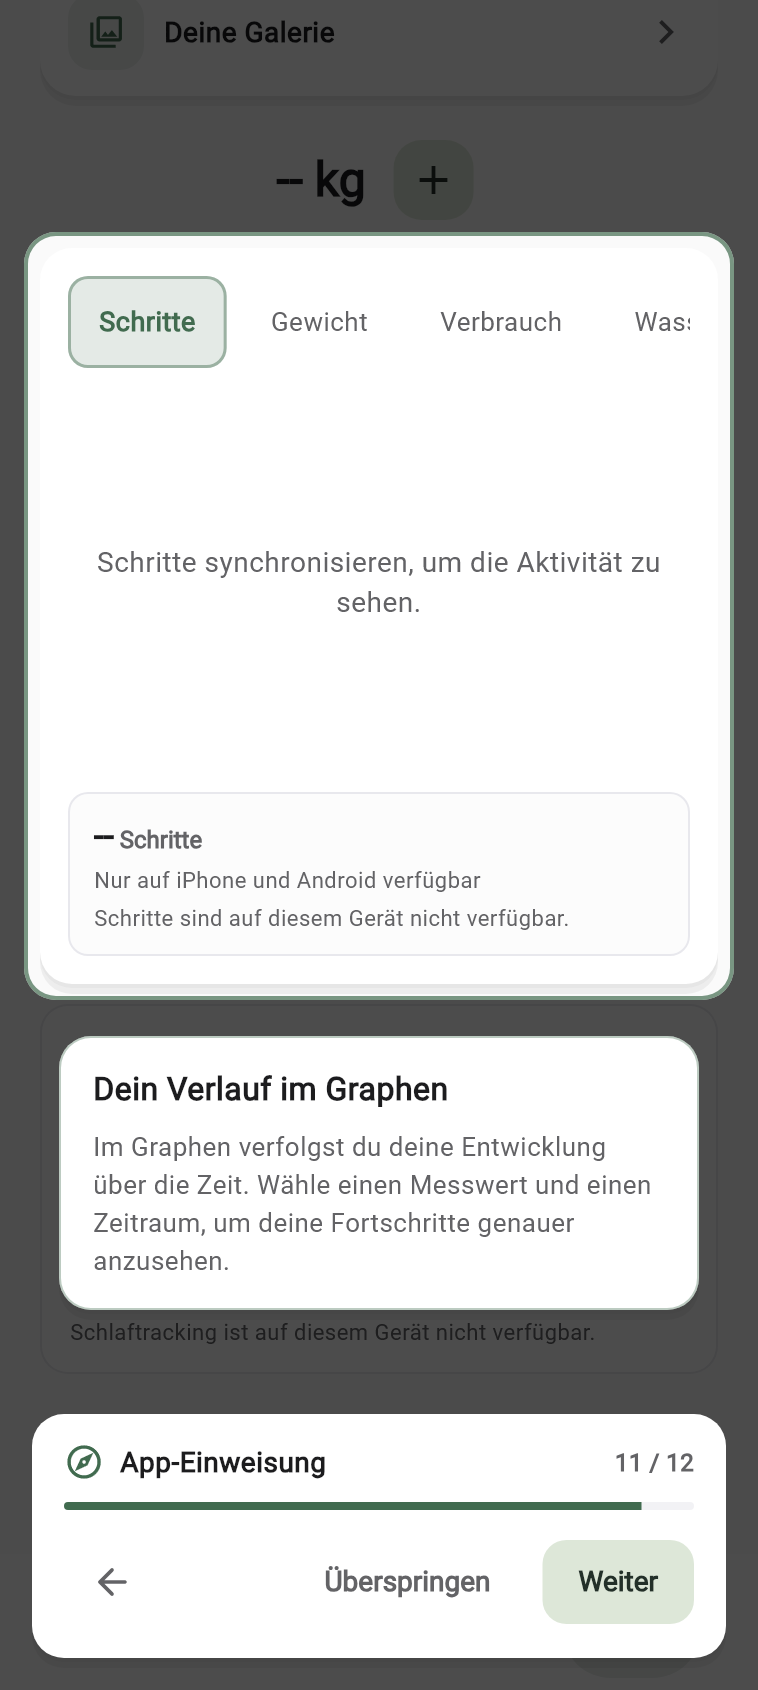 Deine Galerie
-- kg +
Schritte Gewicht Verbrauch Wass
Schritte synchronisieren, um die Aktivität zu
sehen.
-- Schritte
Nur auf iPhone und Android verfügbar
Schritte sind auf diesem Gerät nicht verfügbar.
Dein Verlauf im Graphen
Im Graphen verfolgst du deine Entwicklung
über die Zeit. Wähle einen Messwert und einen
Zeitraum, um deine Fortschritte genauer
anzusehen.
Schlaftracking ist auf diesem Gerät nicht verfügbar.
App-Einweisung 11 / 12
Überspringen Weiter